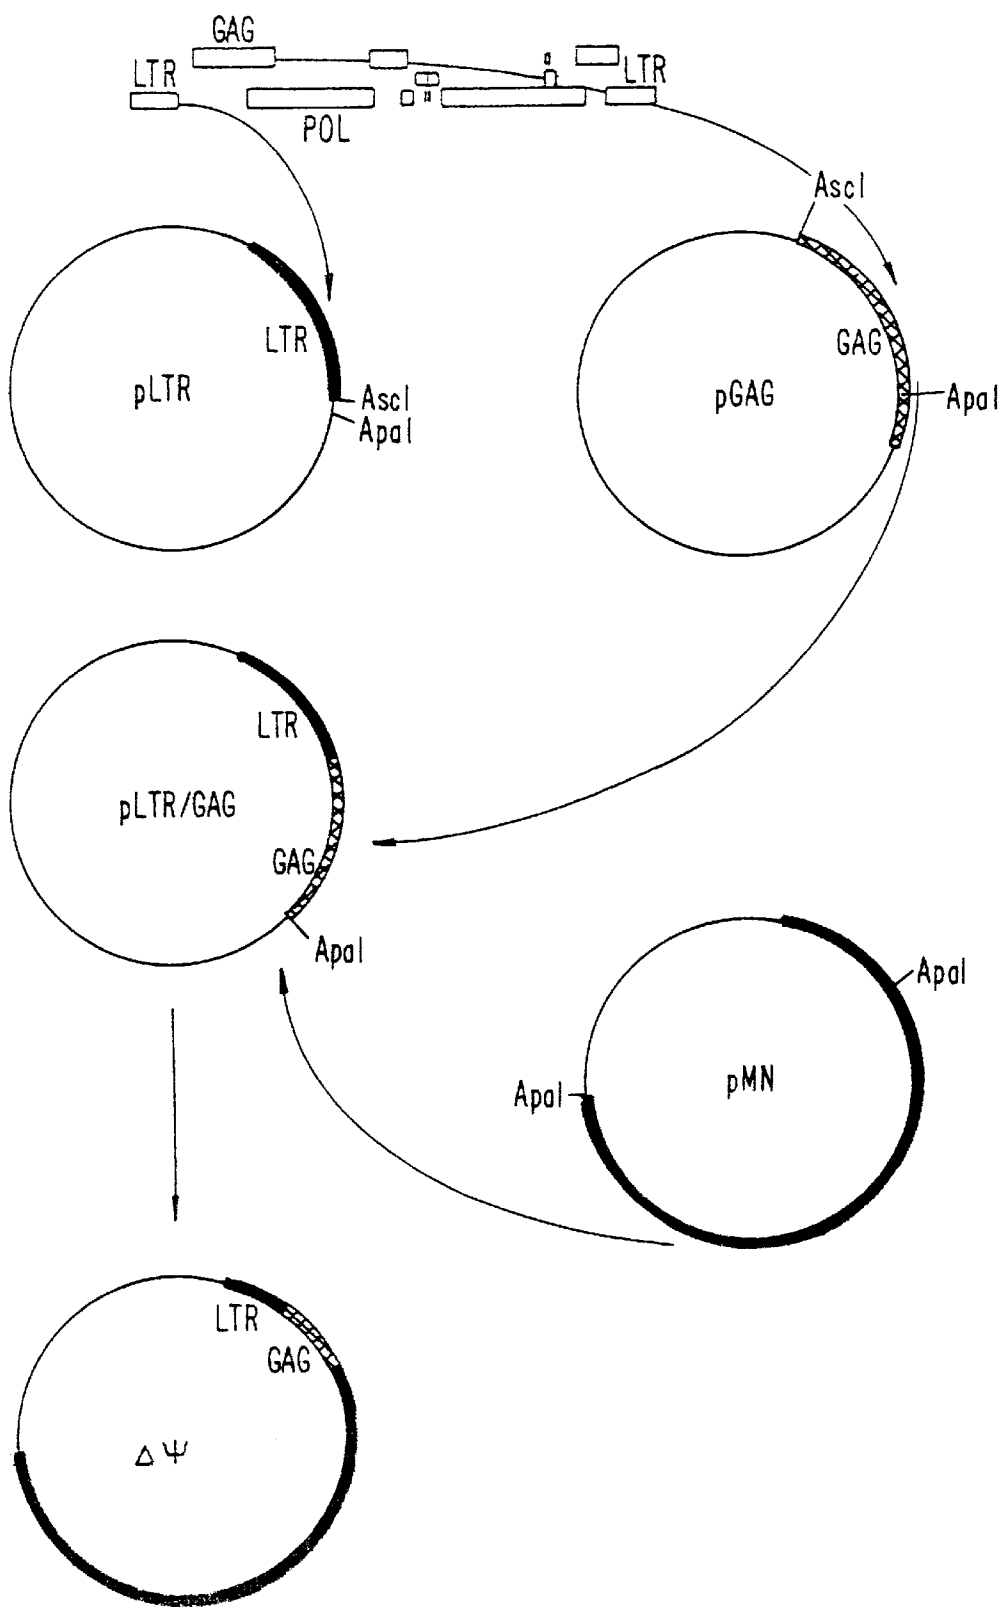 GAG
LTR
LTR
POL
AscI
LTR
GAG
pLTR
pGAG
AscI
ApaI
ApaI
LTR
pLTR/GAG
GAG
ApaI
ApaI
ApaI
pMN
LTR
GAG
ΔΨ